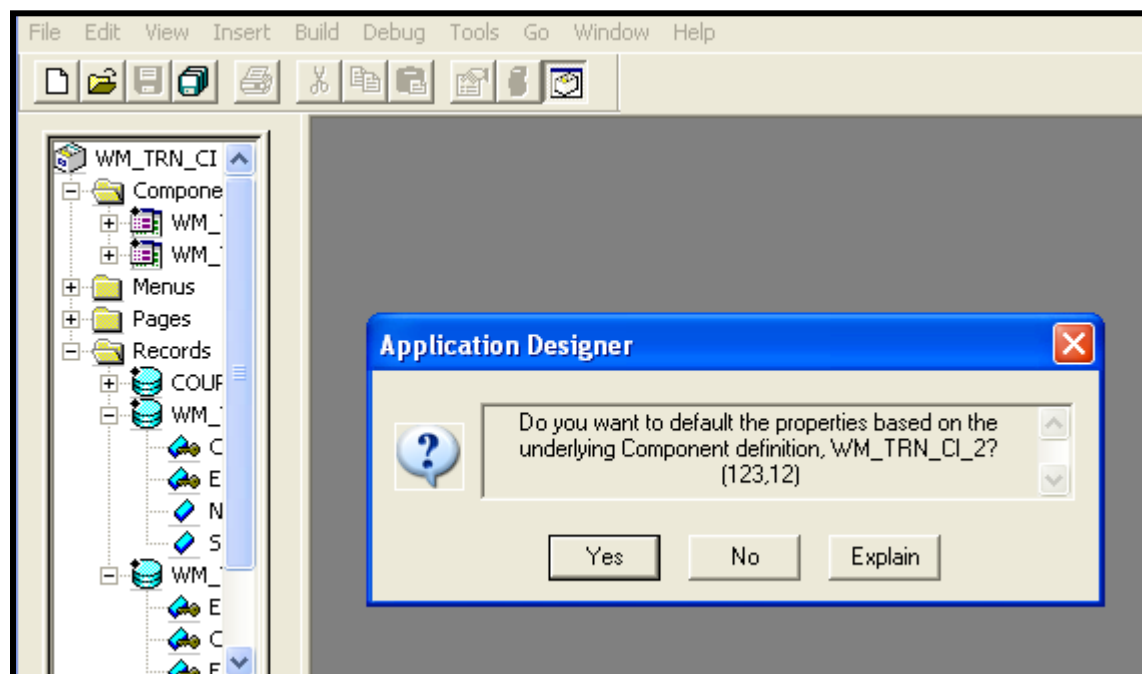 File Edit View Insert Build Debug Tools Go Window Help
WM_TRN_CI
Compone
WM_
WM_
Menus
Pages
Records
COUR
WM_
C
E
N
S
WM_
E
C
E
Application Designer
Do you want to default the properties based on the
underlying Component definition, WM_TRN_CI_2?
(123,12)
Yes No Explain